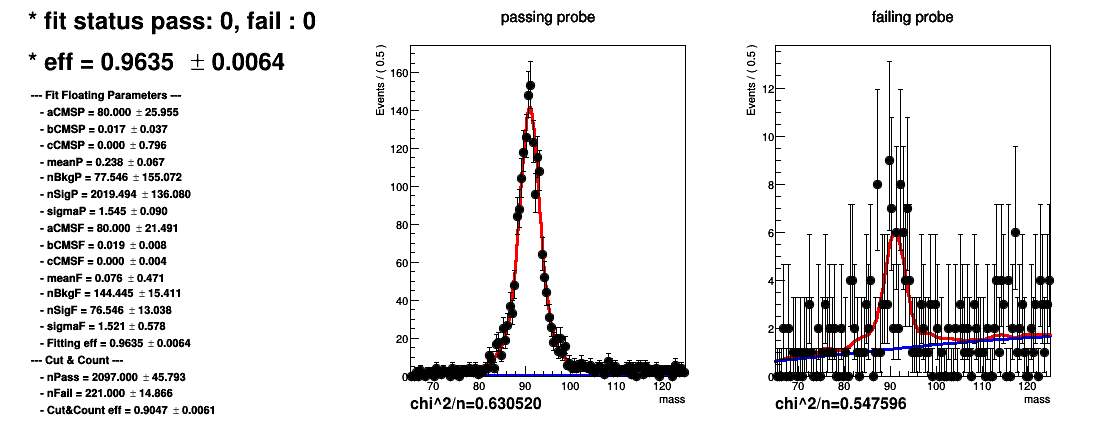 * fit status pass: 0, fail : 0
* eff = 0.9635 ± 0.0064
--- Fit Floating Parameters ---
- aCMSP = 80.000 ± 25.955
- bCMSP = 0.017 ± 0.037
- cCMSP = 0.000 ± 0.796
- meanP = 0.238 ± 0.067
- nBkgP = 77.546 ± 155.072
- nSigP = 2019.494 ± 136.080
- sigmaP = 1.545 ± 0.090
- aCMSF = 80.000 ± 21.491
- bCMSF = 0.019 ± 0.008
- cCMSF = 0.000 ± 0.004
- meanF = 0.076 ± 0.471
- nBkgF = 144.445 ± 15.411
- nSigF = 76.546 ± 13.038
- sigmaF = 1.521 ± 0.578
- Fitting eff = 0.9635 ± 0.0064
--- Cut & Count ---
- nPass = 2097.000 ± 45.793
- nFail = 221.000 ± 14.866
- Cut&Count eff = 0.9047 ± 0.0061
passing probe
Events / ( 0.5 )
160
140
120
100
80
60
40
20
0
70 80 90 100 110 120
mass
chi^2/n=0.630520
failing probe
Events / ( 0.5 )
12
10
8
6
4
2
0
70 80 90 100 110 120
mass
chi^2/n=0.547596